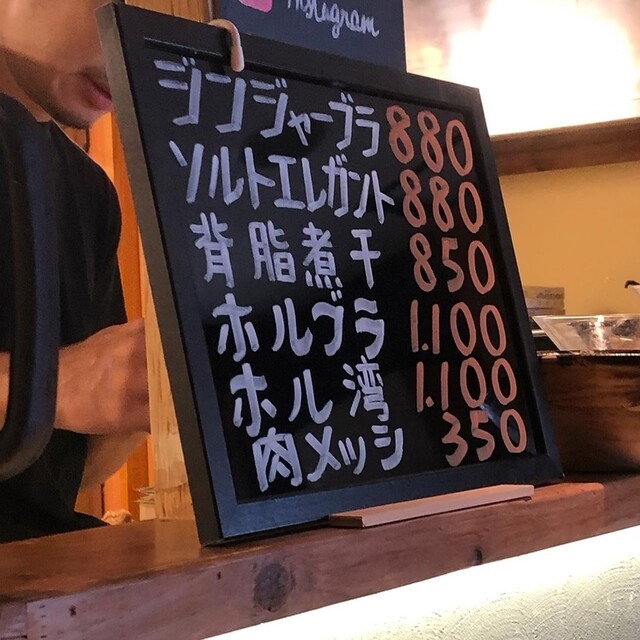 Instagram
ジンジャーブラ 880
ソルトエレガント 880
背脂煮干 850
ホルブラ 1.100
ホル湾 1.100
肉メッシ 350